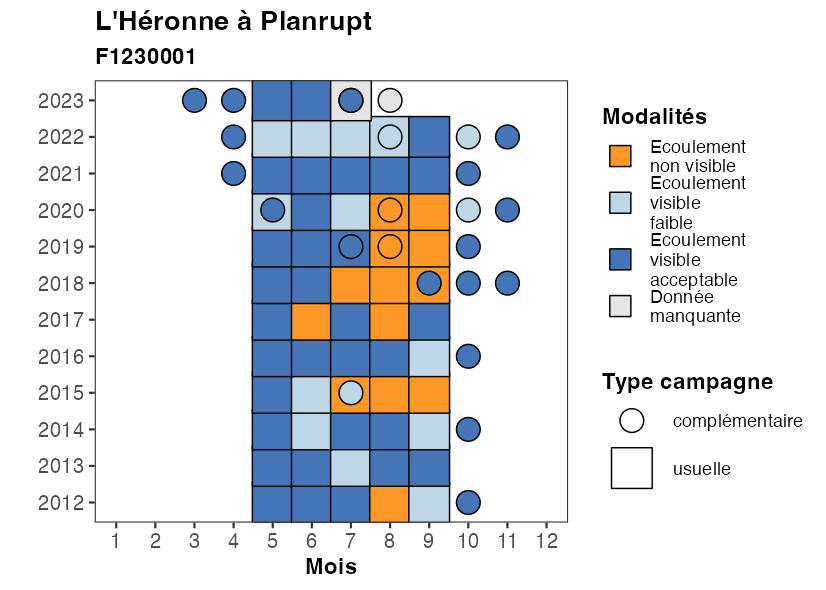 L'Héronne à Planrupt
F1230001
2023
2022
2021
2020
2019
2018
2017
2016
2015
2014
2013
2012
1 2 3 4 5 6 7 8 9 10 11 12
Mois
Modalités
Ecoulement
non visible
Ecoulement
visible
faible
Ecoulement
visible
acceptable
Donnée
manquante
Type campagne
complémentaire
usuelle